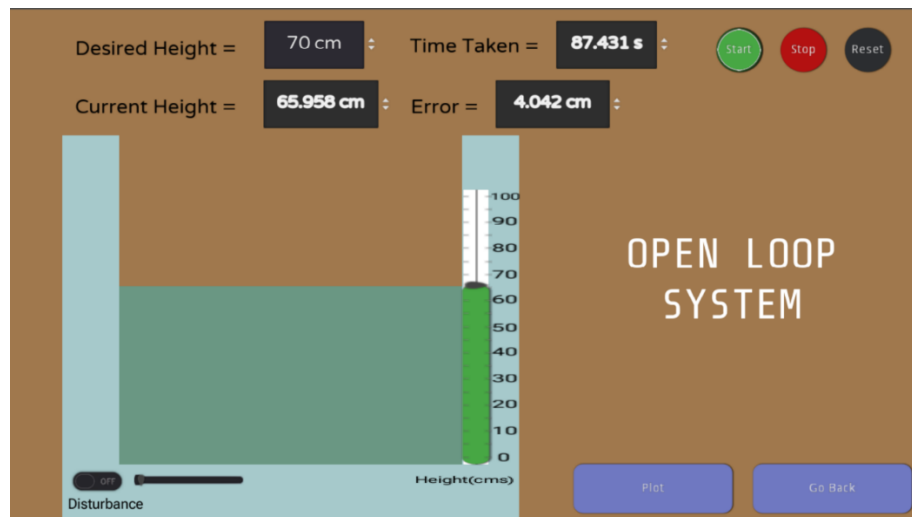 Desired Height = 70 cm Time Taken = 87.431 s Start Stop Reset
Current Height = 65.958 cm Error = 4.042 cm
100
90
80
70
60
50
40
30
20
10
0
OPEN LOOP
SYSTEM
OFF
Height(cms)
Disturbance
Plot Go Back